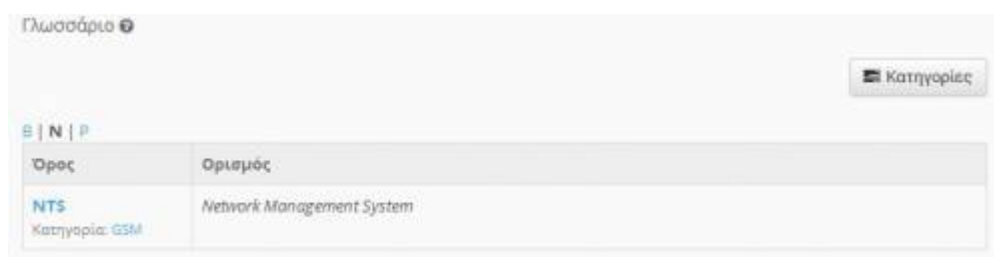 Γλωσσάριο
Κατηγορίες
B | N | P
Όρος Ορισμός
NTS Network Management System
Κατηγορία: GSM